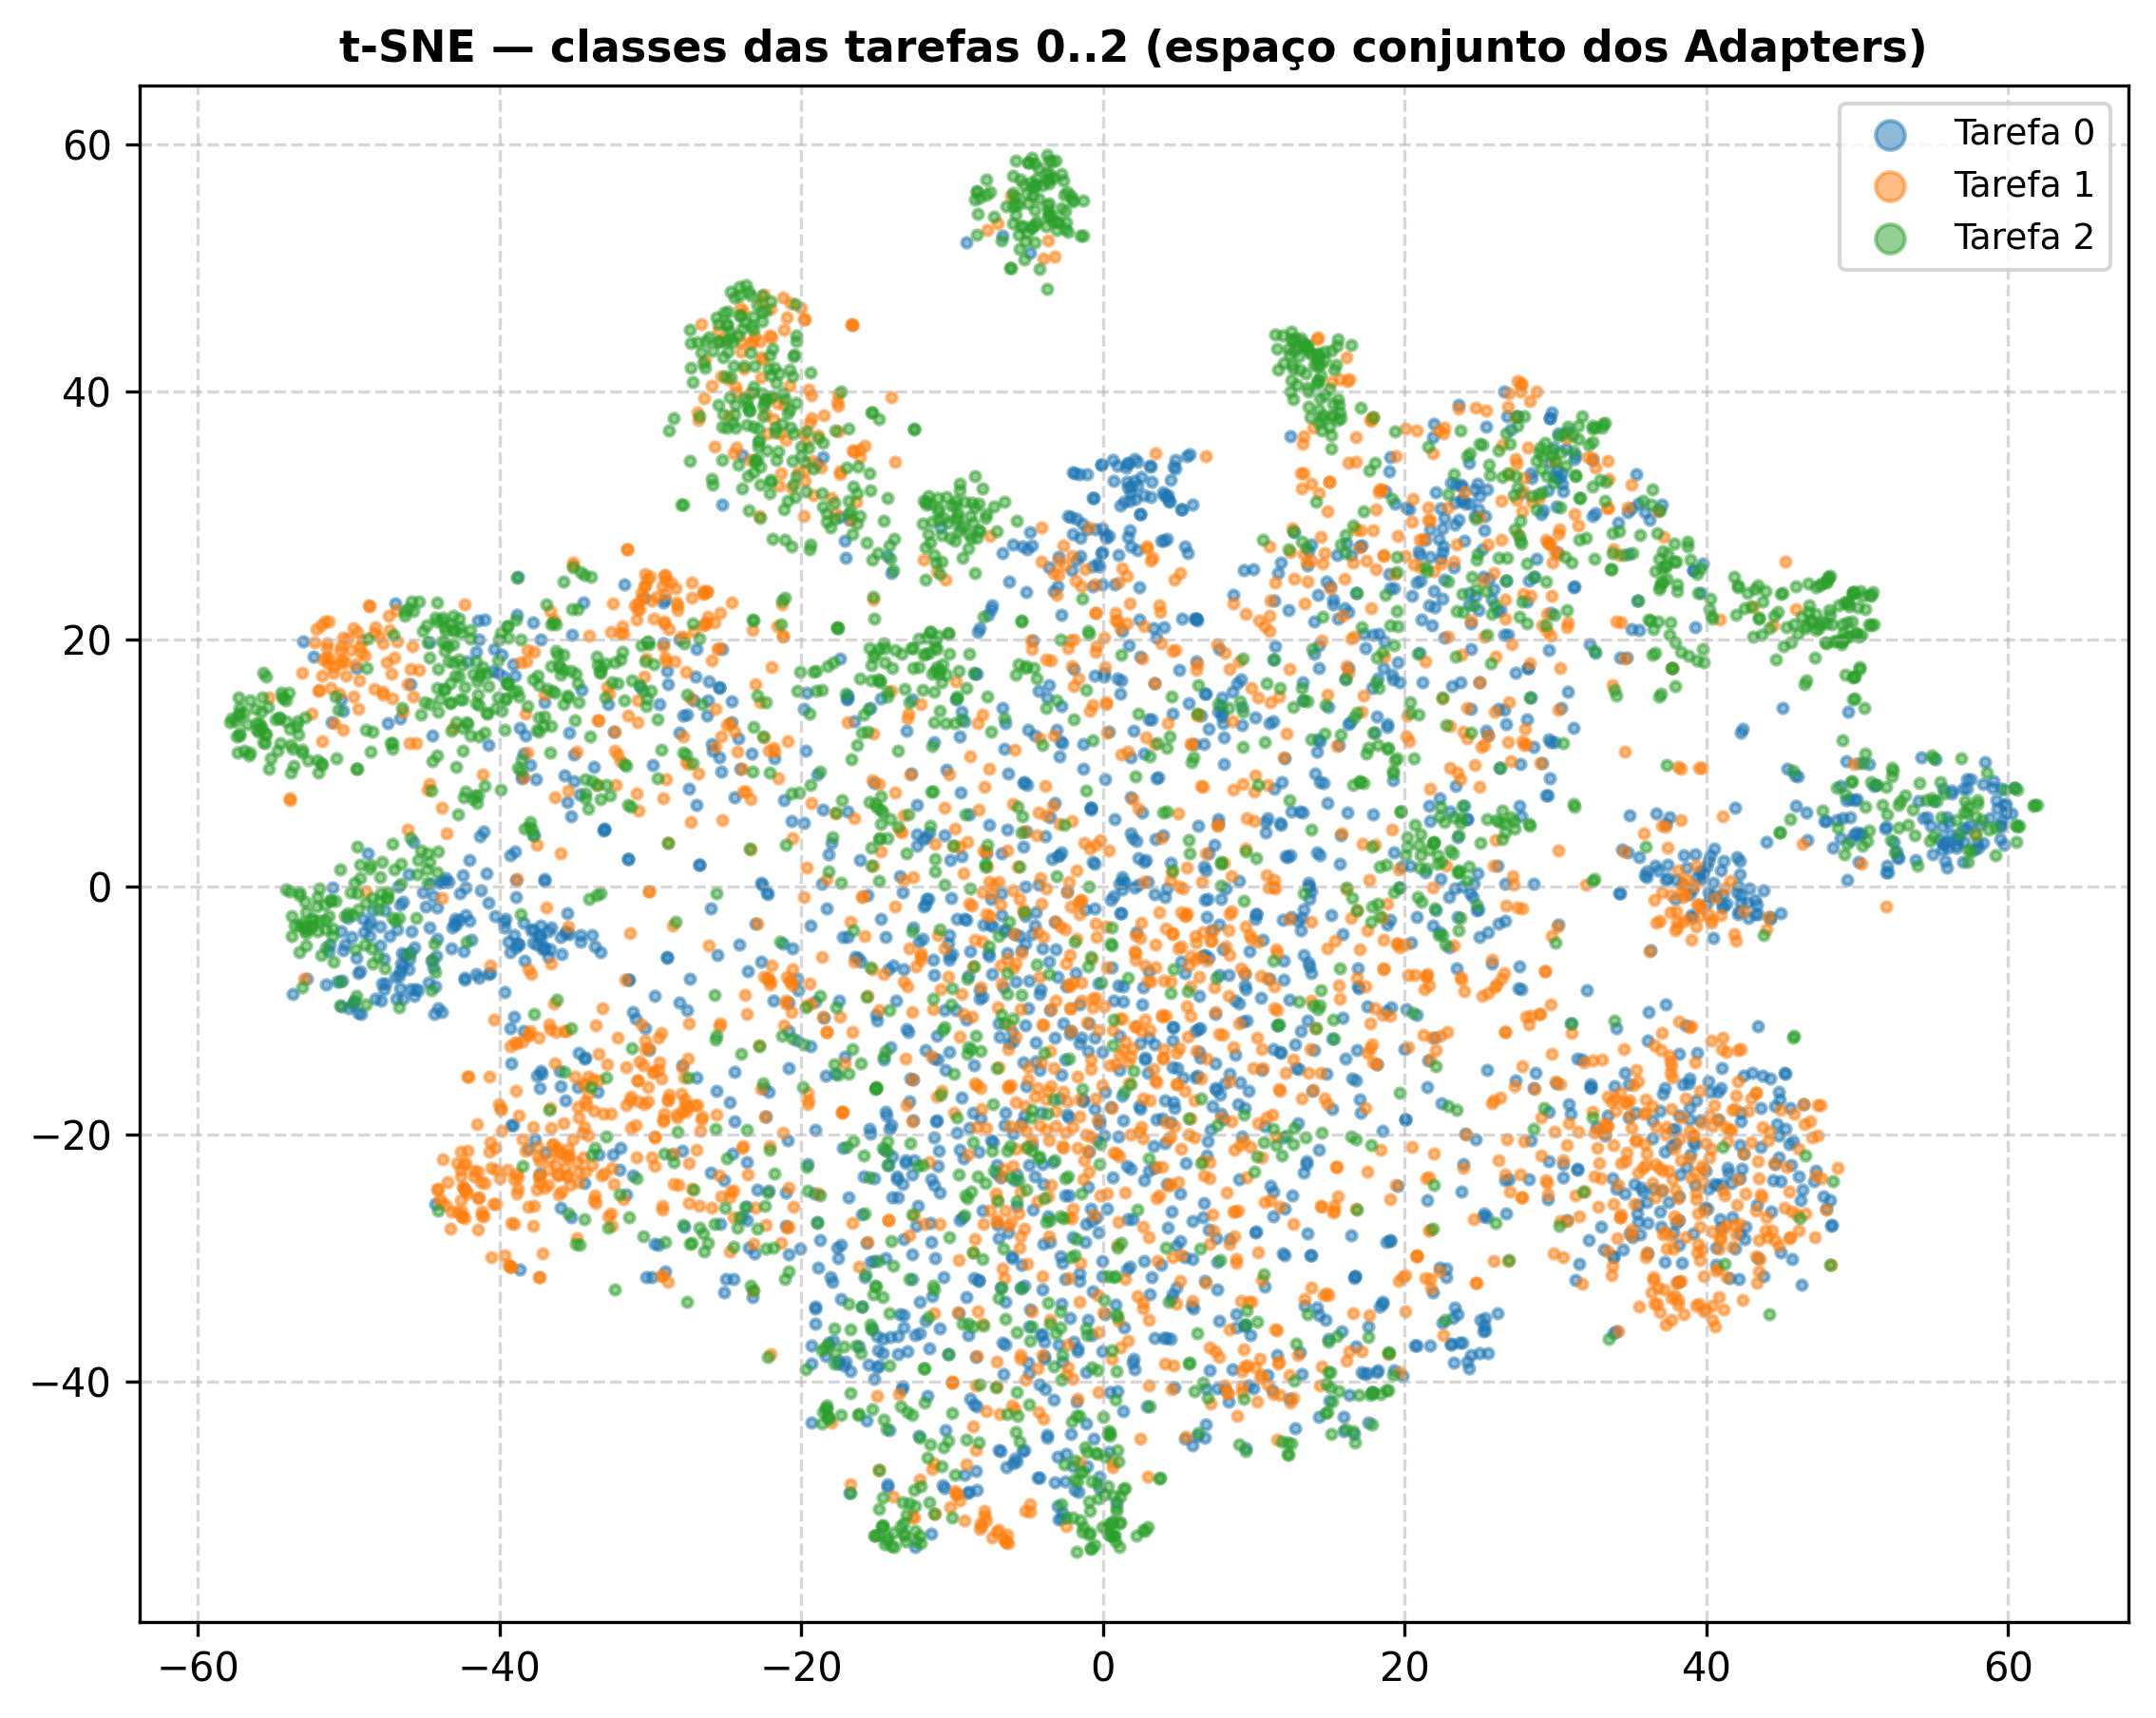 t-SNE — classes das tarefas 0..2 (espaço conjunto dos Adapters)
Tarefa 0
Tarefa 1
Tarefa 2
60
40
20
0
−20
−40
−60 −40 −20 0 20 40 60